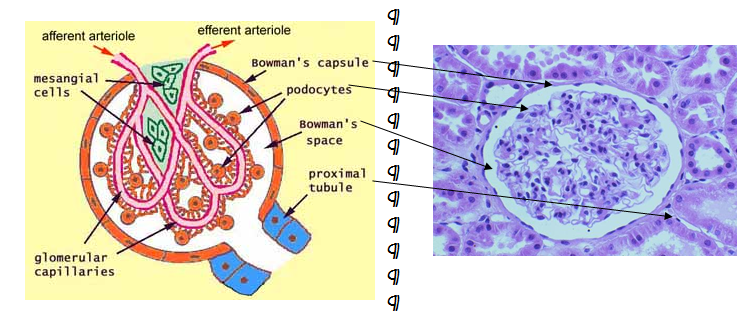 afferent arteriole
efferent arteriole
Bowman's capsule
mesangial
cells
podocytes
Bowman's
space
proximal
tubule
glomerular
capillaries
¶
¶
¶
¶
¶
¶
¶
¶
¶
¶
¶
¶